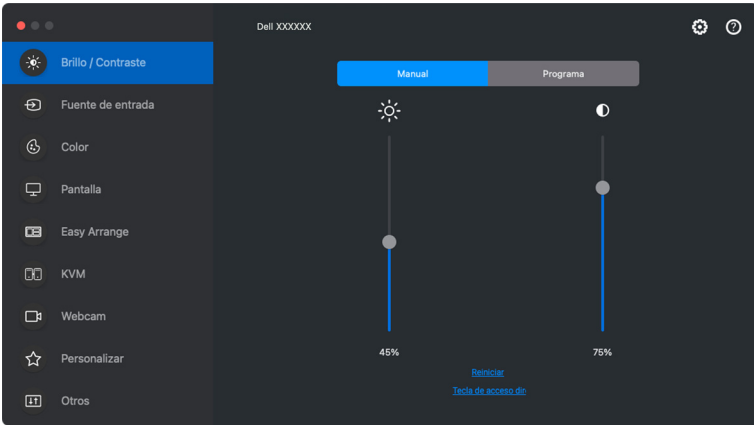 Dell XXXXXX
Brillo / Contraste
Fuente de entrada
Color
Pantalla
Easy Arrange
KVM
Webcam
Personalizar
Otros
Manual
Programa
45%
75%
Reiniciar
Tecla de acceso dir